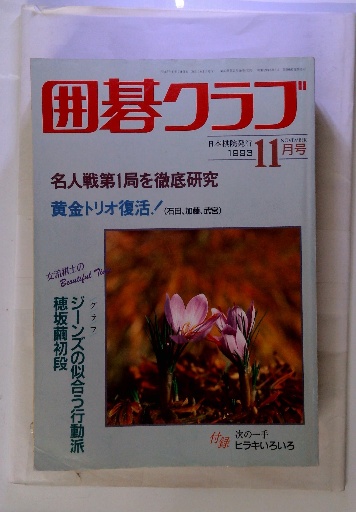 囲碁クラブ
日本棋院発行
1993
11
NOVEMBER
月号
名人戦第1局を徹底研究
黄金トリオ復活!(石田、加藤、武宮)
女流棋士の
Beautiful
グラフ
ジーンズの似合う行動派
穂坂繭初段
付録
次の一手
ヒラキいろいろ